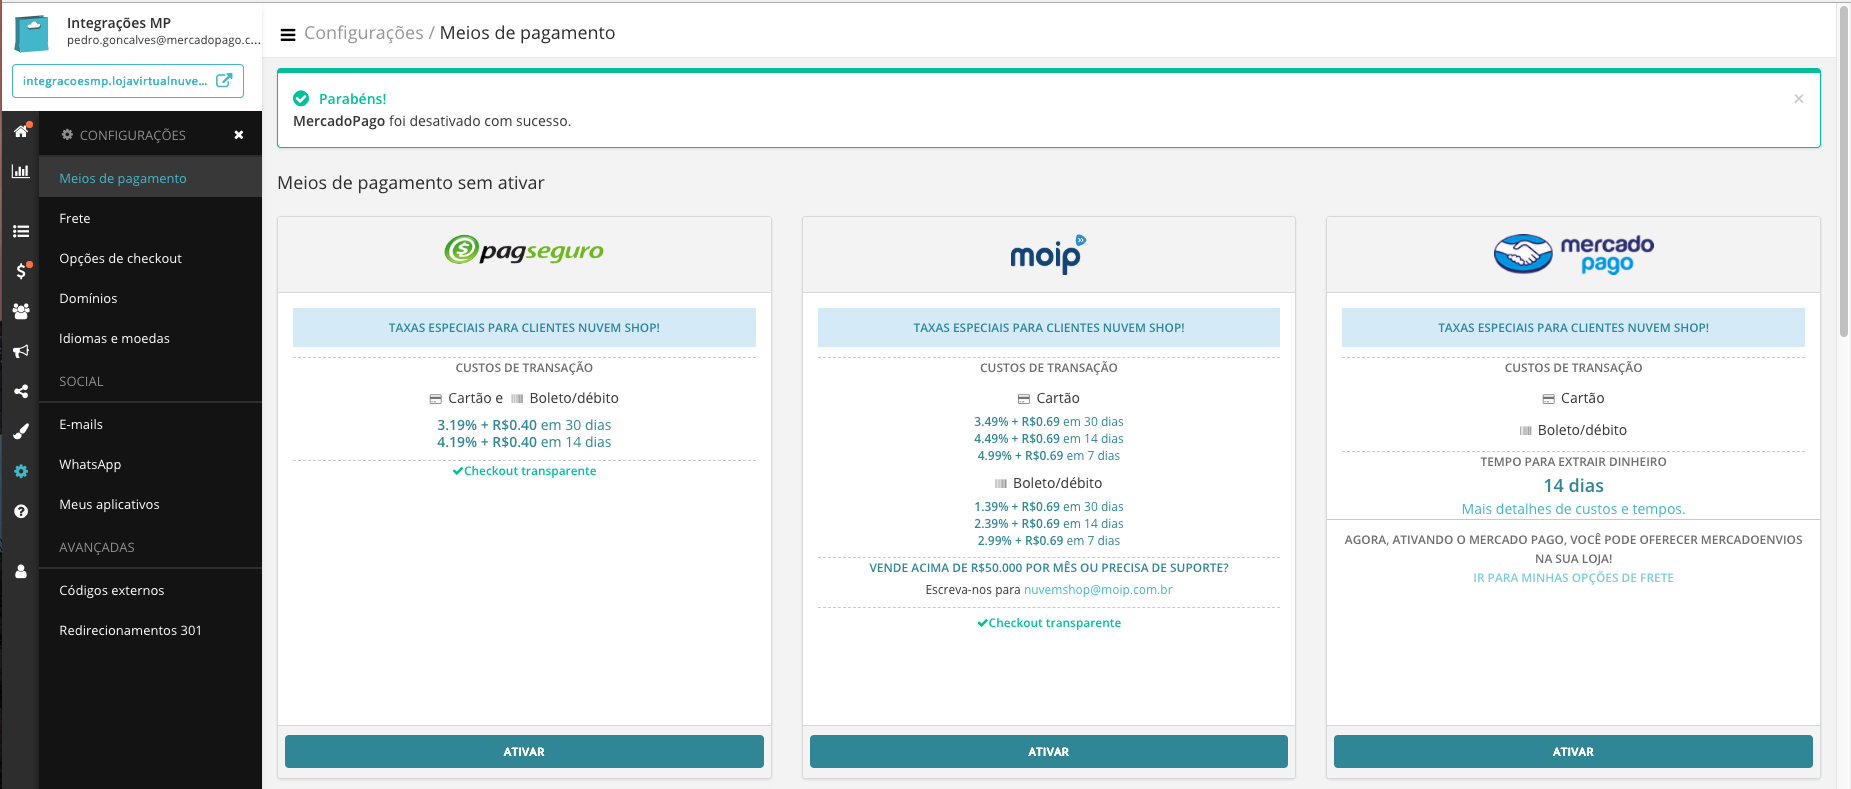 Integrações MP
pedro.goncalves@mercadopago.c...
integracoesmp.lojavirtualnuve...
CONFIGURAÇÕES
Meios de pagamento
Frete
Opções de checkout
Domínios
Idiomas e moedas
SOCIAL
E-mails
WhatsApp
Meus aplicativos
AVANÇADAS
Códigos externos
Redirecionamentos 301
Configurações / Meios de pagamento
Parabéns!
MercadoPago foi desativado com sucesso.
Meios de pagamento sem ativar
pagseguro
TAXAS ESPECIAIS PARA CLIENTES NUVEM SHOP!
CUSTOS DE TRANSAÇÃO
Cartão e Boleto/débito
3.19% + R$0.40 em 30 dias
4.19% + R$0.40 em 14 dias
Checkout transparente
ATIVAR
moip
TAXAS ESPECIAIS PARA CLIENTES NUVEM SHOP!
CUSTOS DE TRANSAÇÃO
Cartão
3.49% + R$0.69 em 30 dias
4.49% + R$0.69 em 14 dias
4.99% + R$0.69 em 7 dias
Boleto/débito
1.39% + R$0.69 em 30 dias
2.39% + R$0.69 em 14 dias
2.99% + R$0.69 em 7 dias
VENDE ACIMA DE R$50.000 POR MÊS OU PRECISA DE SUPORTE?
Escreva-nos para nuvemshop@moip.com.br
Checkout transparente
ATIVAR
mercado
pago
TAXAS ESPECIAIS PARA CLIENTES NUVEM SHOP!
CUSTOS DE TRANSAÇÃO
Cartão
Boleto/débito
TEMPO PARA EXTRAIR DINHEIRO
14 dias
Mais detalhes de custos e tempos.
AGORA, ATIVANDO O MERCADO PAGO, VOCÊ PODE OFERECER MERCADOENVIOS
NA SUA LOJA!
IR PARA MINHAS OPÇÕES DE FRETE
ATIVAR